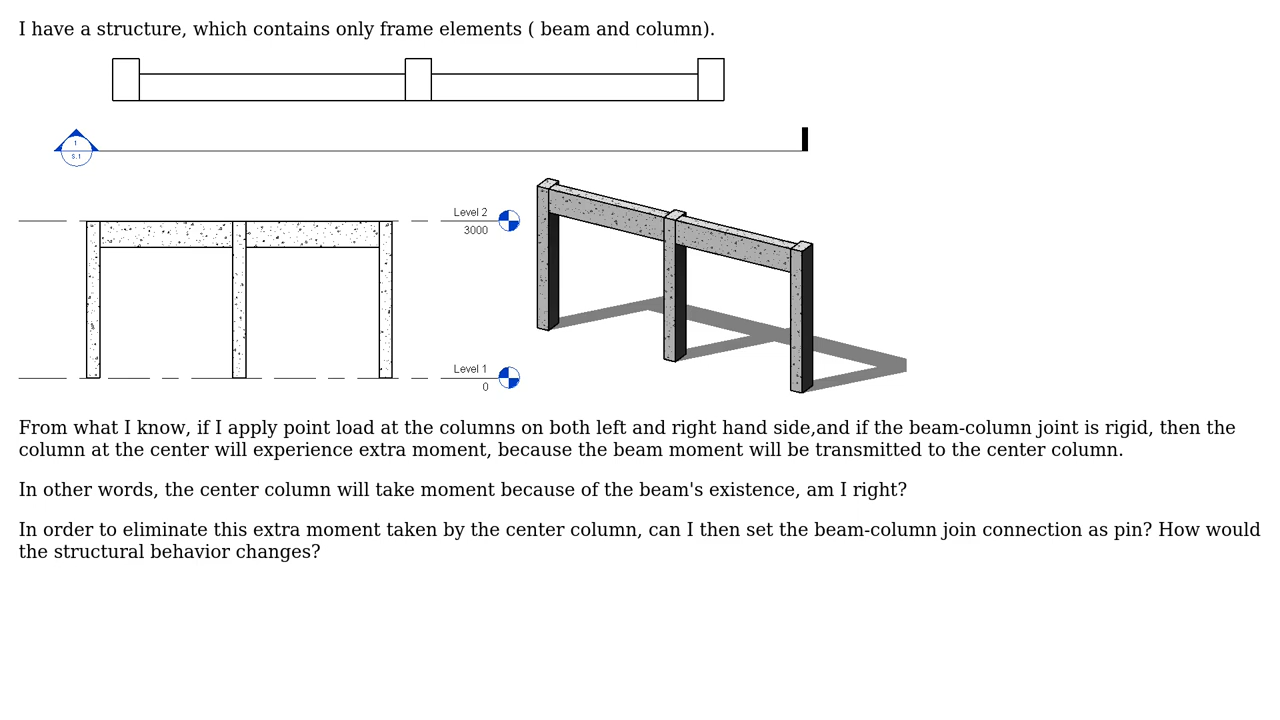 I have a structure, which contains only frame elements ( beam and column).
1
S.1
Level 2
3000
Level 1
0
From what I know, if I apply point load at the columns on both left and right hand side,and if the beam-column joint is rigid, then the
column at the center will experience extra moment, because the beam moment will be transmitted to the center column.
In other words, the center column will take moment because of the beam's existence, am I right?
In order to eliminate this extra moment taken by the center column, can I then set the beam-column join connection as pin? How would
the structural behavior changes?